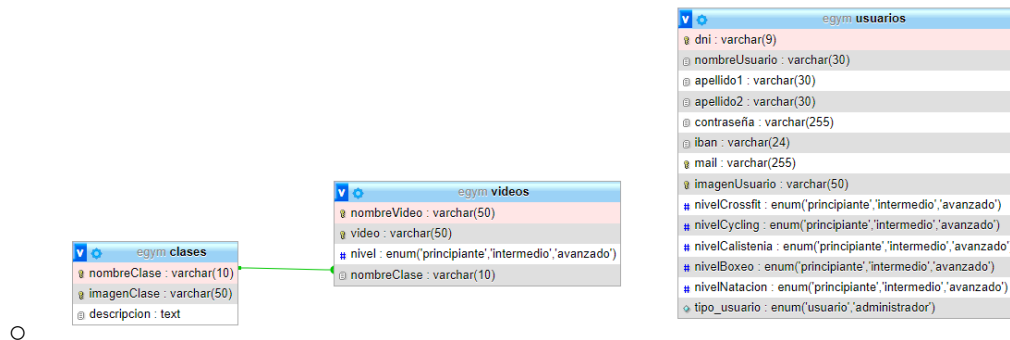 egym clases
nombreClase : varchar(10)
imagenClase : varchar(50)
descripcion : text
egym videos
nombreVideo : varchar(50)
video : varchar(50)
nivel : enum('principiante','intermedio','avanzado')
nombreClase : varchar(10)
egym usuarios
dni : varchar(9)
nombreUsuario : varchar(30)
apellido1 : varchar(30)
apellido2 : varchar(30)
contraseña : varchar(255)
iban : varchar(24)
mail : varchar(255)
imagenUsuario : varchar(50)
nivelCrossfit : enum('principiante','intermedio','avanzado')
nivelCycling : enum('principiante','intermedio','avanzado')
nivelCalistenia : enum('principiante','intermedio','avanzado'
nivelBoxeo : enum('principiante','intermedio','avanzado')
nivelNatacion : enum('principiante','intermedio','avanzado')
tipo_usuario : enum('usuario','administrador')